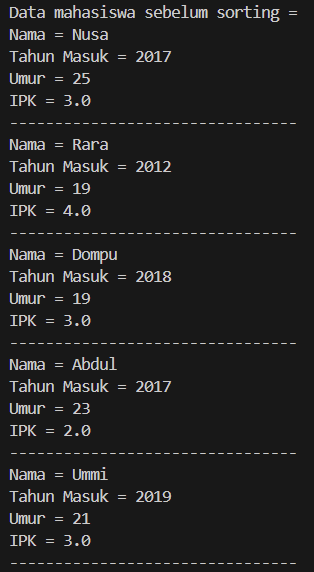 Data mahasiswa sebelum sorting =
Nama = Nusa
Tahun Masuk = 2017
Umur = 25
IPK = 3.0
--------------------------------
Nama = Rara
Tahun Masuk = 2012
Umur = 19
IPK = 4.0
--------------------------------
Nama = Dompu
Tahun Masuk = 2018
Umur = 19
IPK = 3.0
--------------------------------
Nama = Abdul
Tahun Masuk = 2017
Umur = 23
IPK = 2.0
--------------------------------
Nama = Ummi
Tahun Masuk = 2019
Umur = 21
IPK = 3.0
--------------------------------